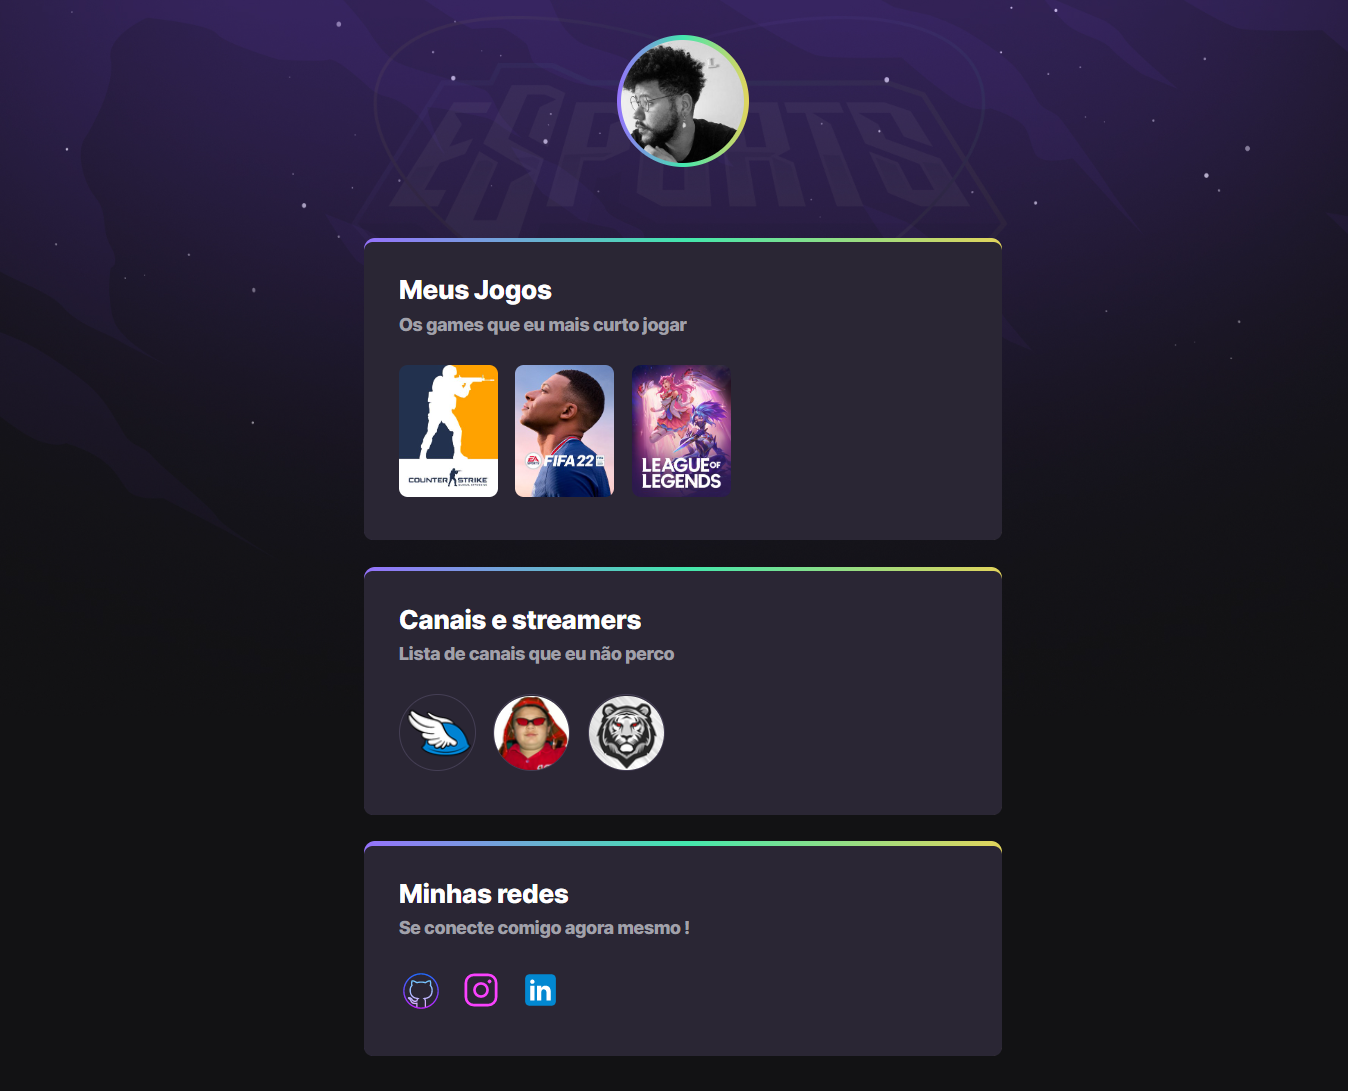 ESPORTS
Meus Jogos
Os games que eu mais curto jogar
COUNTER STRIKE
EA
FIFA 22
LEAGUE OF
LEGENDS
Canais e streamers
Lista de canais que eu não perco
Minhas redes
Se conecte comigo agora mesmo !
in